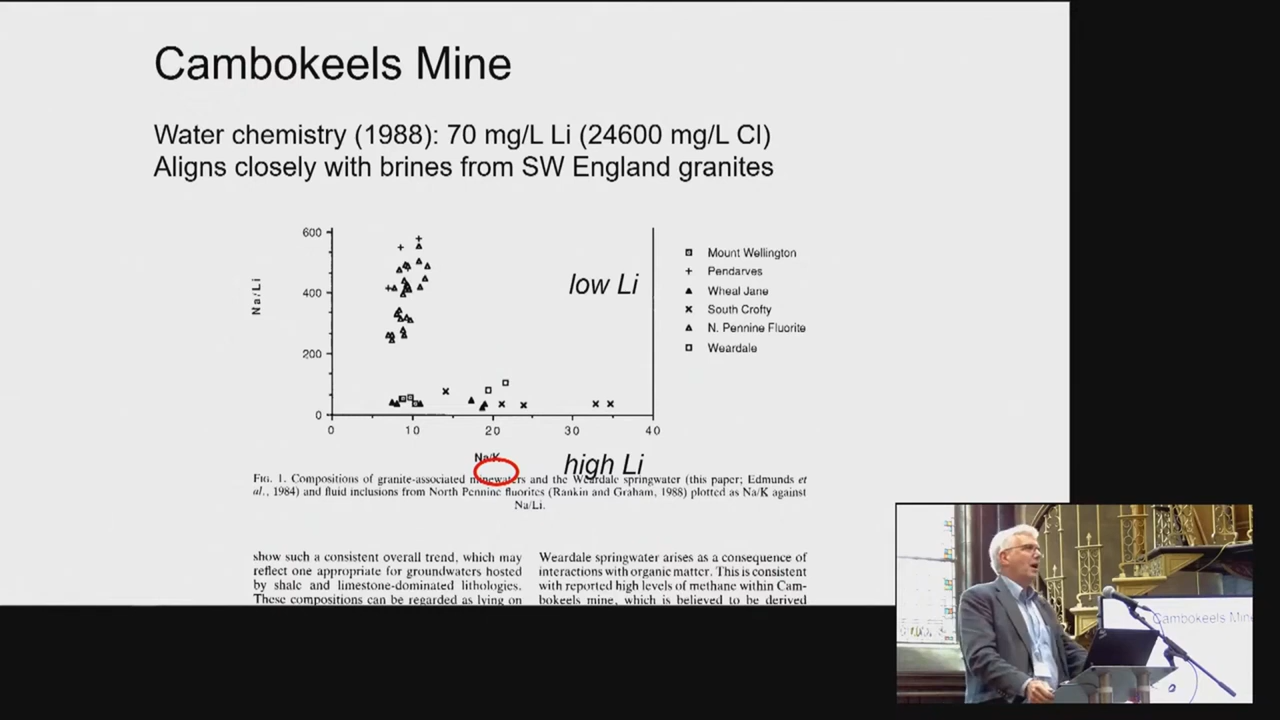 Cambokeels Mine
Water chemistry (1988): 70 mg/L Li (24600 mg/L Cl)
Aligns closely with brines from SW England granites
600
400
200
0
Na/Li
0 10 20 30 40
Na/K
low Li
high Li
Mount Wellington
Pendarves
Wheal Jane
South Crofty
N. Pennine Fluorite
Weardale
FIG. 1. Compositions of granite-associated minewaters and the Weardale springwater (this paper; Edmunds et
al., 1984) and fluid inclusions from North Pennine fluorites (Rankin and Graham, 1988) plotted as Na/K against
Na/Li.
show such a consistent overall trend, which may
reflect one appropriate for groundwaters hosted
by shale and limestone-dominated lithologies.
These compositions can be regarded as lying on
Weardale springwater arises as a consequence of
interactions with organic matter. This is consistent
with reported high levels of methane within Cam-
bokeels mine, which is believed to be derived
Cambokeels Mine